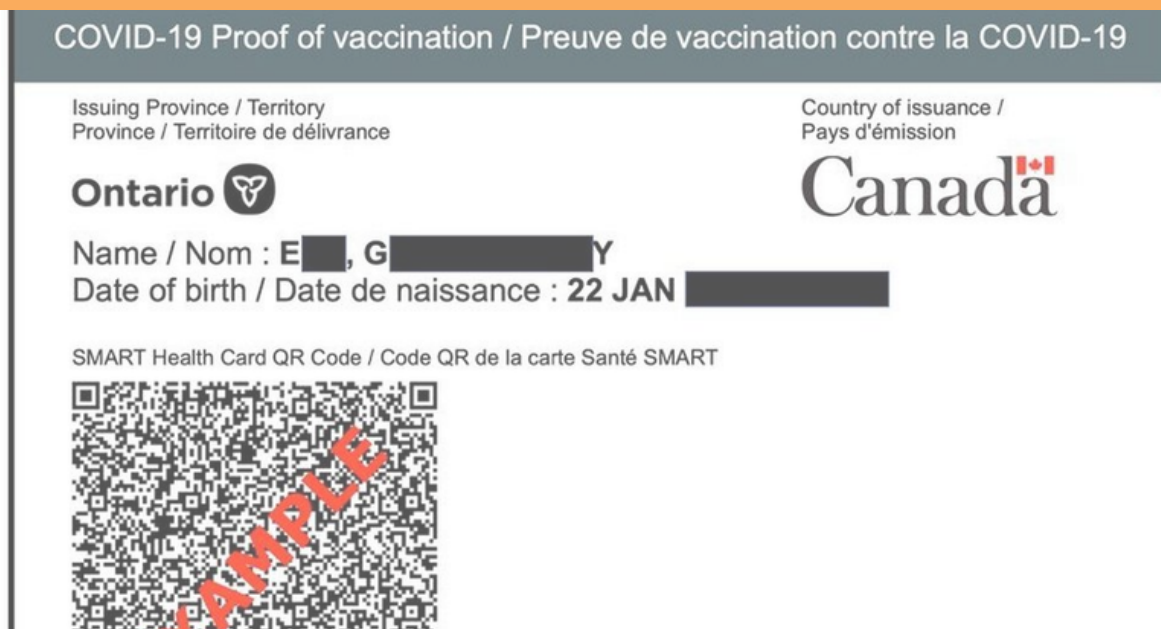 COVID-19 Proof of vaccination / Preuve de vaccination contre la COVID-19
Issuing Province / Territory
Province / Territoire de délivrance
Country of issuance /
Pays d'émission
Ontario
Canada
Name / Nom : E , G Y
Date of birth / Date de naissance : 22 JAN
SMART Health Card QR Code / Code QR de la carte Santé SMART
XAMPLE